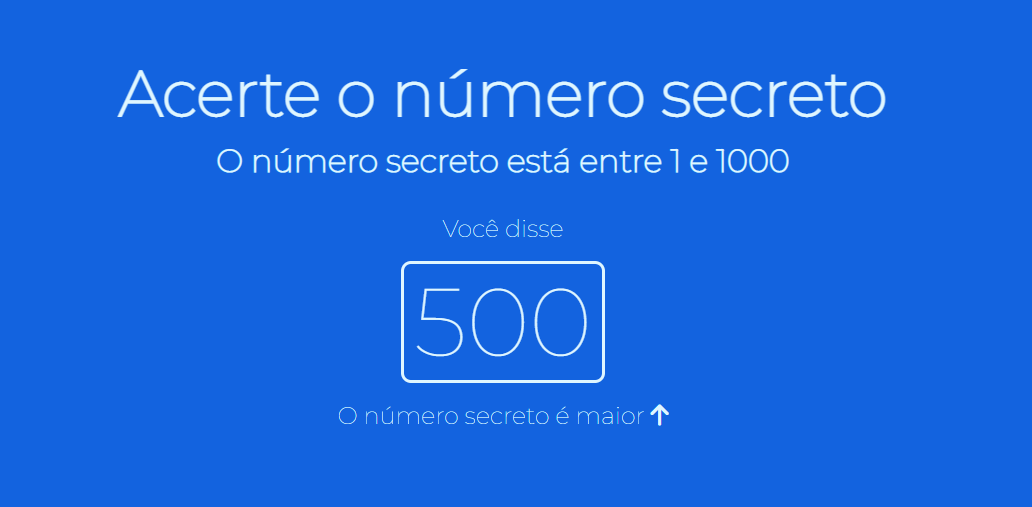 Acerte o número secreto
O número secreto está entre 1 e 1000
Você disse
500
O número secreto é maior